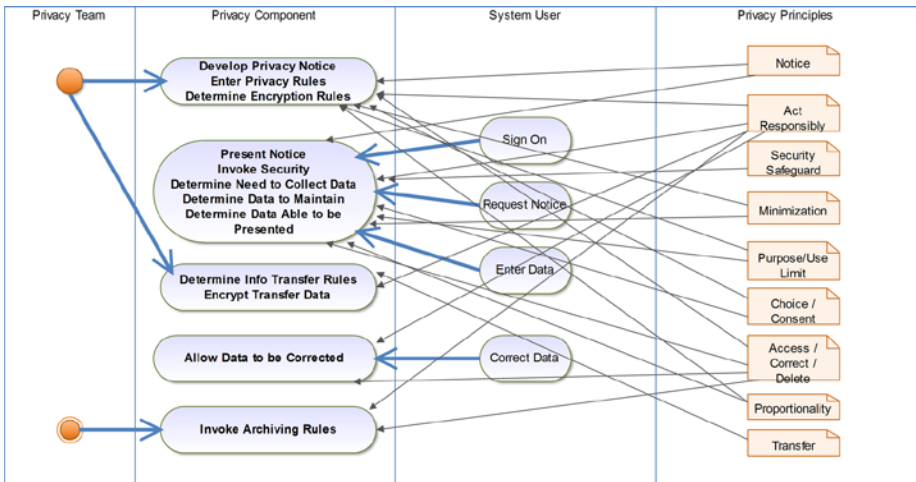 Privacy Team
Privacy Component
System User
Privacy Principles
Develop Privacy Notice
Enter Privacy Rules
Determine Encryption Rules
Present Notice
Invoke Security
Determine Need to Collect Data
Determine Data to Maintain
Determine Data Able to be
Presented
Determine Info Transfer Rules
Encrypt Transfer Data
Allow Data to be Corrected
Invoke Archiving Rules
Sign On
Request Notice
Enter Data
Correct Data
Notice
Act
Responsibly
Security
Safeguard
Minimization
Purpose/Use
Limit
Choice /
Consent
Access /
Correct /
Delete
Proportionality
Transfer